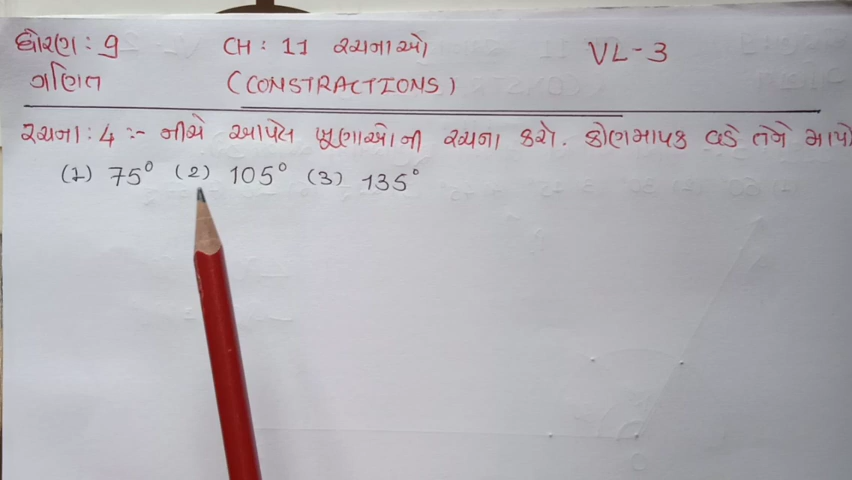 ધોરણ : 9 CH : 11 રચનાઓ VL - 3
ગણિત (CONSTRACTIONS)
રચના : 4 :- નીચે આપેલ ખુણાઓની રચના કરો. કોણમાપક વડે તેને માપો
(1) 75° (2) 105° (3) 135°